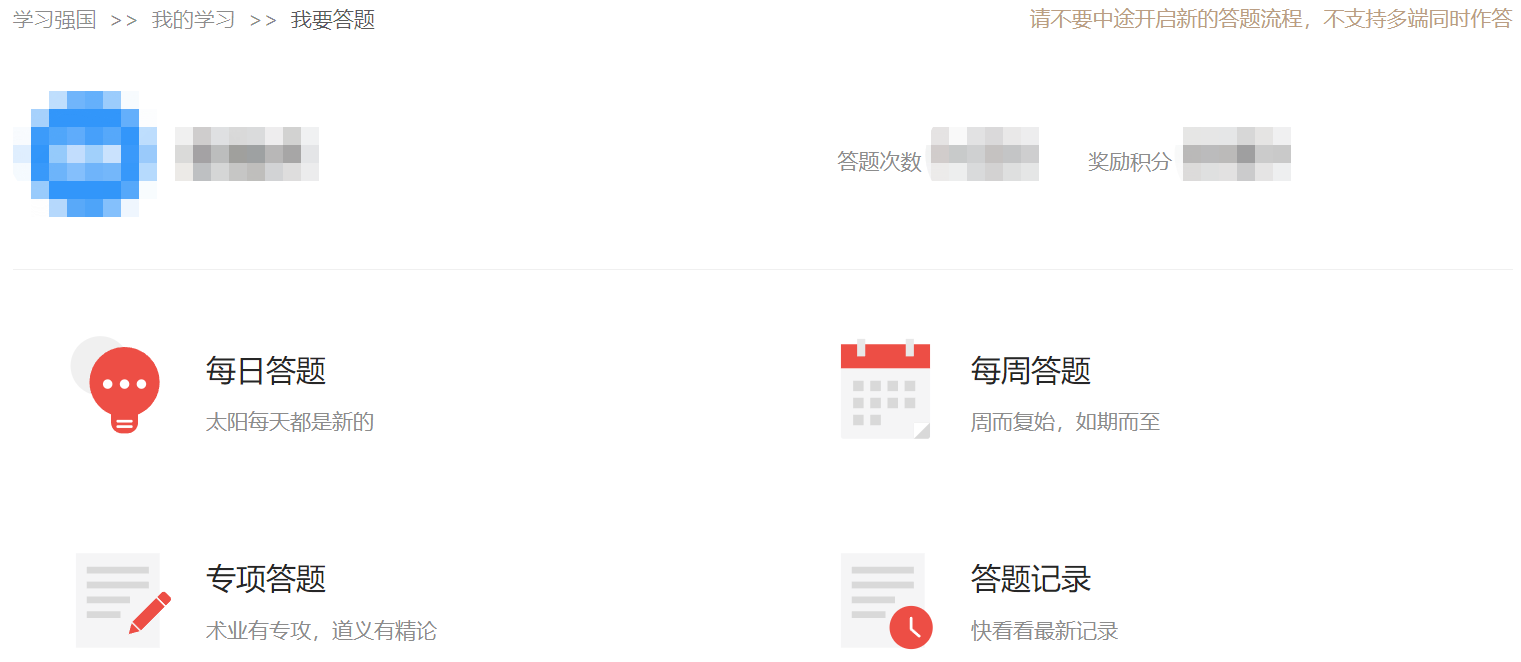 学习强国 >> 我的学习 >> 我要答题
请不要中途开启新的答题流程，不支持多端同时作答
答题次数
奖励积分
每日答题
太阳每天都是新的
每周答题
周而复始，如期而至
专项答题
术业有专攻，道义有精论
答题记录
快看看最新记录